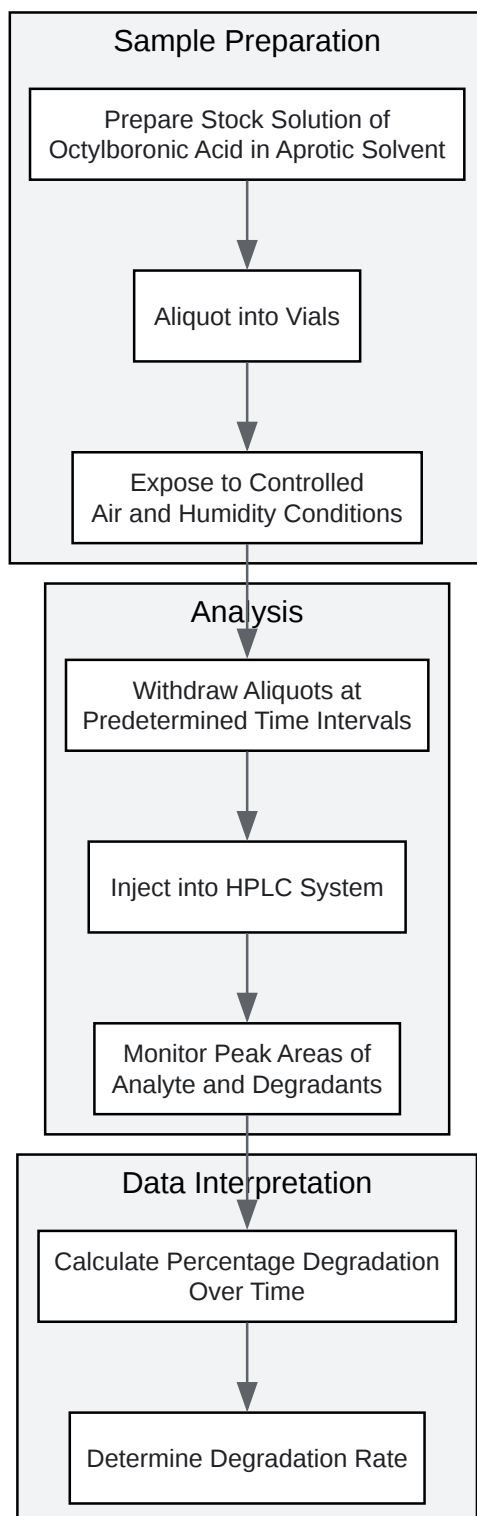 Sample Preparation
Prepare Stock Solution of
Octylboronic Acid in Aprotic Solvent
Aliquot into Vials
Expose to Controlled
Air and Humidity Conditions
Analysis
Withdraw Aliquots at
Predetermined Time Intervals
Inject into HPLC System
Monitor Peak Areas of
Analyte and Degradants
Data Interpretation
Calculate Percentage Degradation
Over Time
Determine Degradation Rate